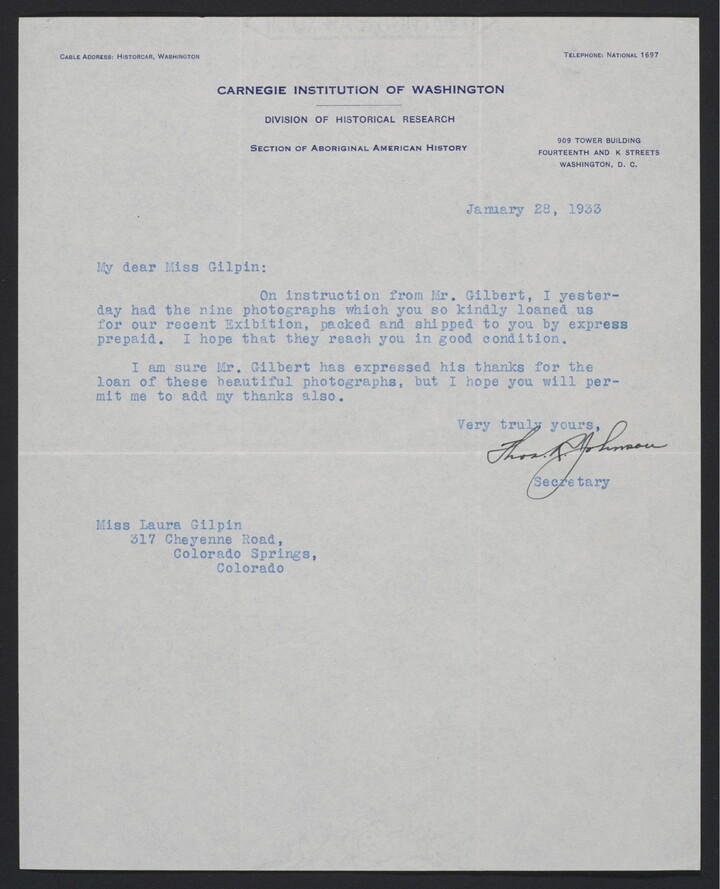 CABLE ADDRESS: HISTORCAR, WASHINGTON
TELEPHONE: NATIONAL 1697
CARNEGIE INSTITUTION OF WASHINGTON
DIVISION OF HISTORICAL RESEARCH
SECTION OF ABORIGINAL AMERICAN HISTORY
909 TOWER BUILDING
FOURTEENTH AND K STREETS
WASHINGTON, D. C.
January 28, 1933
My dear Miss Gilpin:
On instruction from Mr. Gilbert, I yester-
day had the nine photographs which you so kindly loaned us
for our recent Exibition, packed and shipped to you by express
prepaid. I hope that they reach you in good condition.
I am sure Mr. Gilbert has expressed his thanks for the
loan of these beautiful photographs, but I hope you will per-
mit me to add my thanks also.
Very truly yours,
Thos. R. Johnson
Secretary
Miss Laura Gilpin
317 Cheyenne Road,
Colorado Springs,
Colorado